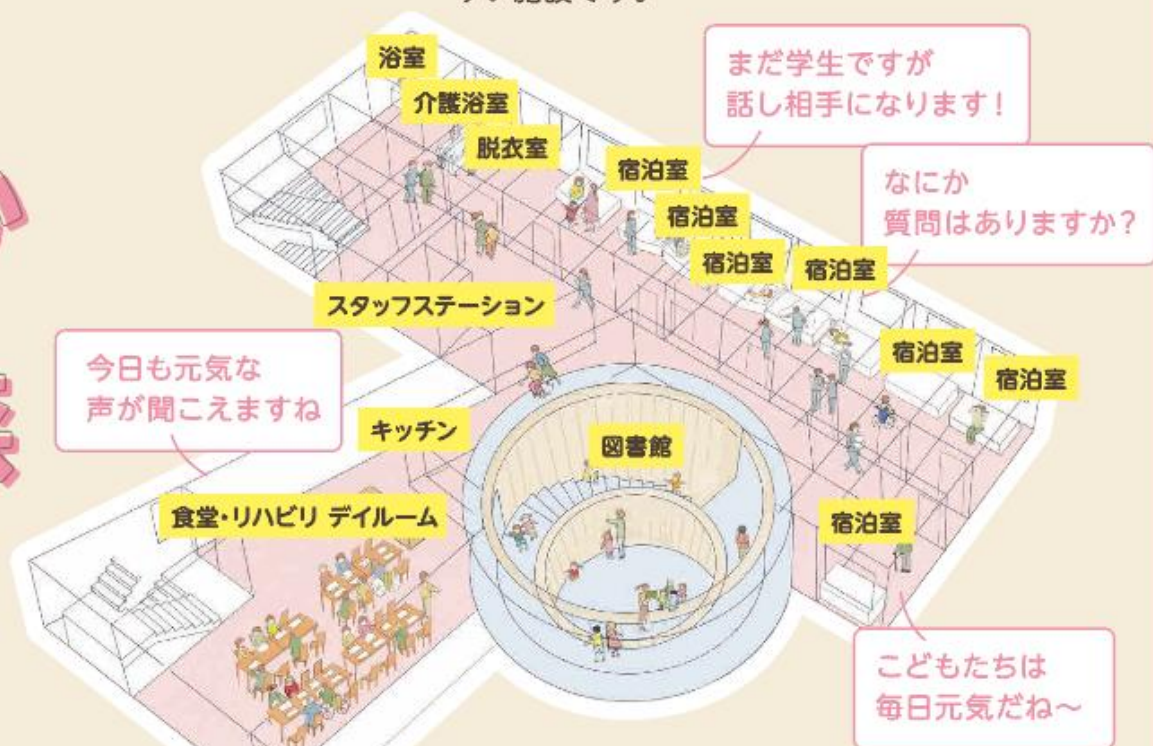 浴室
介護浴室
脱衣室
まだ学生ですが
話し相手になります!
宿泊室
なにか
質問はありますか?
宿泊室
宿泊室
宿泊室
スタッフステーション
今日も元気な
声が聞こえますね
宿泊室
宿泊室
キッチン
図書館
食堂・リハビリ デイルーム
宿泊室
こどもたちは
毎日元気だね〜